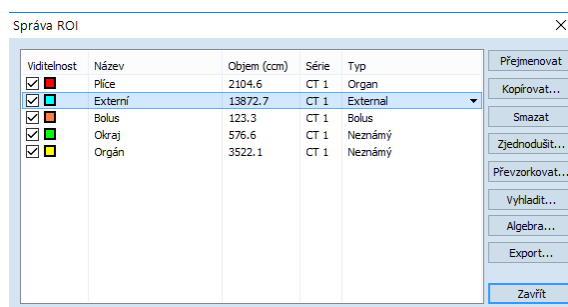 Správa ROI
Viditelnost Název Objem (ccm) Série Typ
Plíce 2104.6 CT 1 Organ
Externí 13872.7 CT 1 External
Bolus 123.3 CT 1 Bolus
Okraj 576.6 CT 1 Neznámý
Orgán 3522.1 CT 1 Neznámý
Přejmenovat
Kopírovat...
Smazat
Zjednodušit...
Převzorkovat...
Vyhladit...
Algebra...
Export...
Zavřít